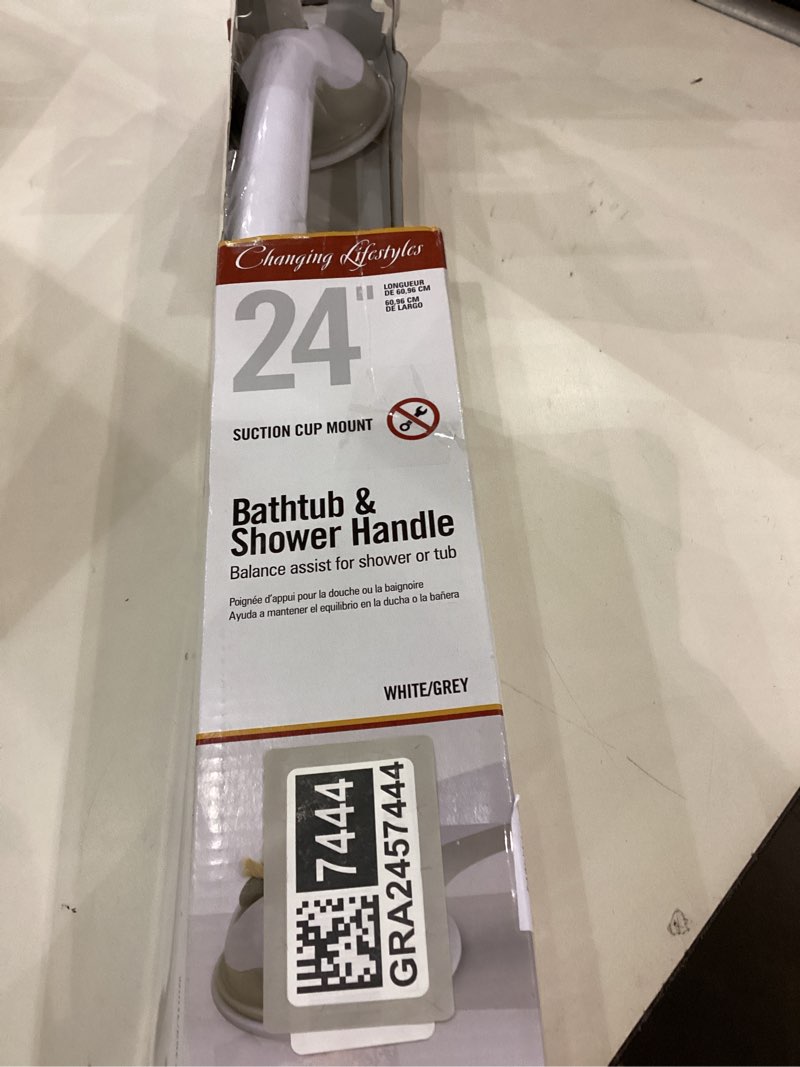 Changing Lifestyles
24"
LONGUEUR
DE 60,96 CM
60,96 CM
DE LARGO
SUCTION CUP MOUNT
Bathtub &
Shower Handle
Balance assist for shower or tub
Poignée d'appui pour la douche ou la baignoire
Ayuda a mantener el equilibrio en la ducha o la bañera
WHITE/GREY
7444
GRA2457444